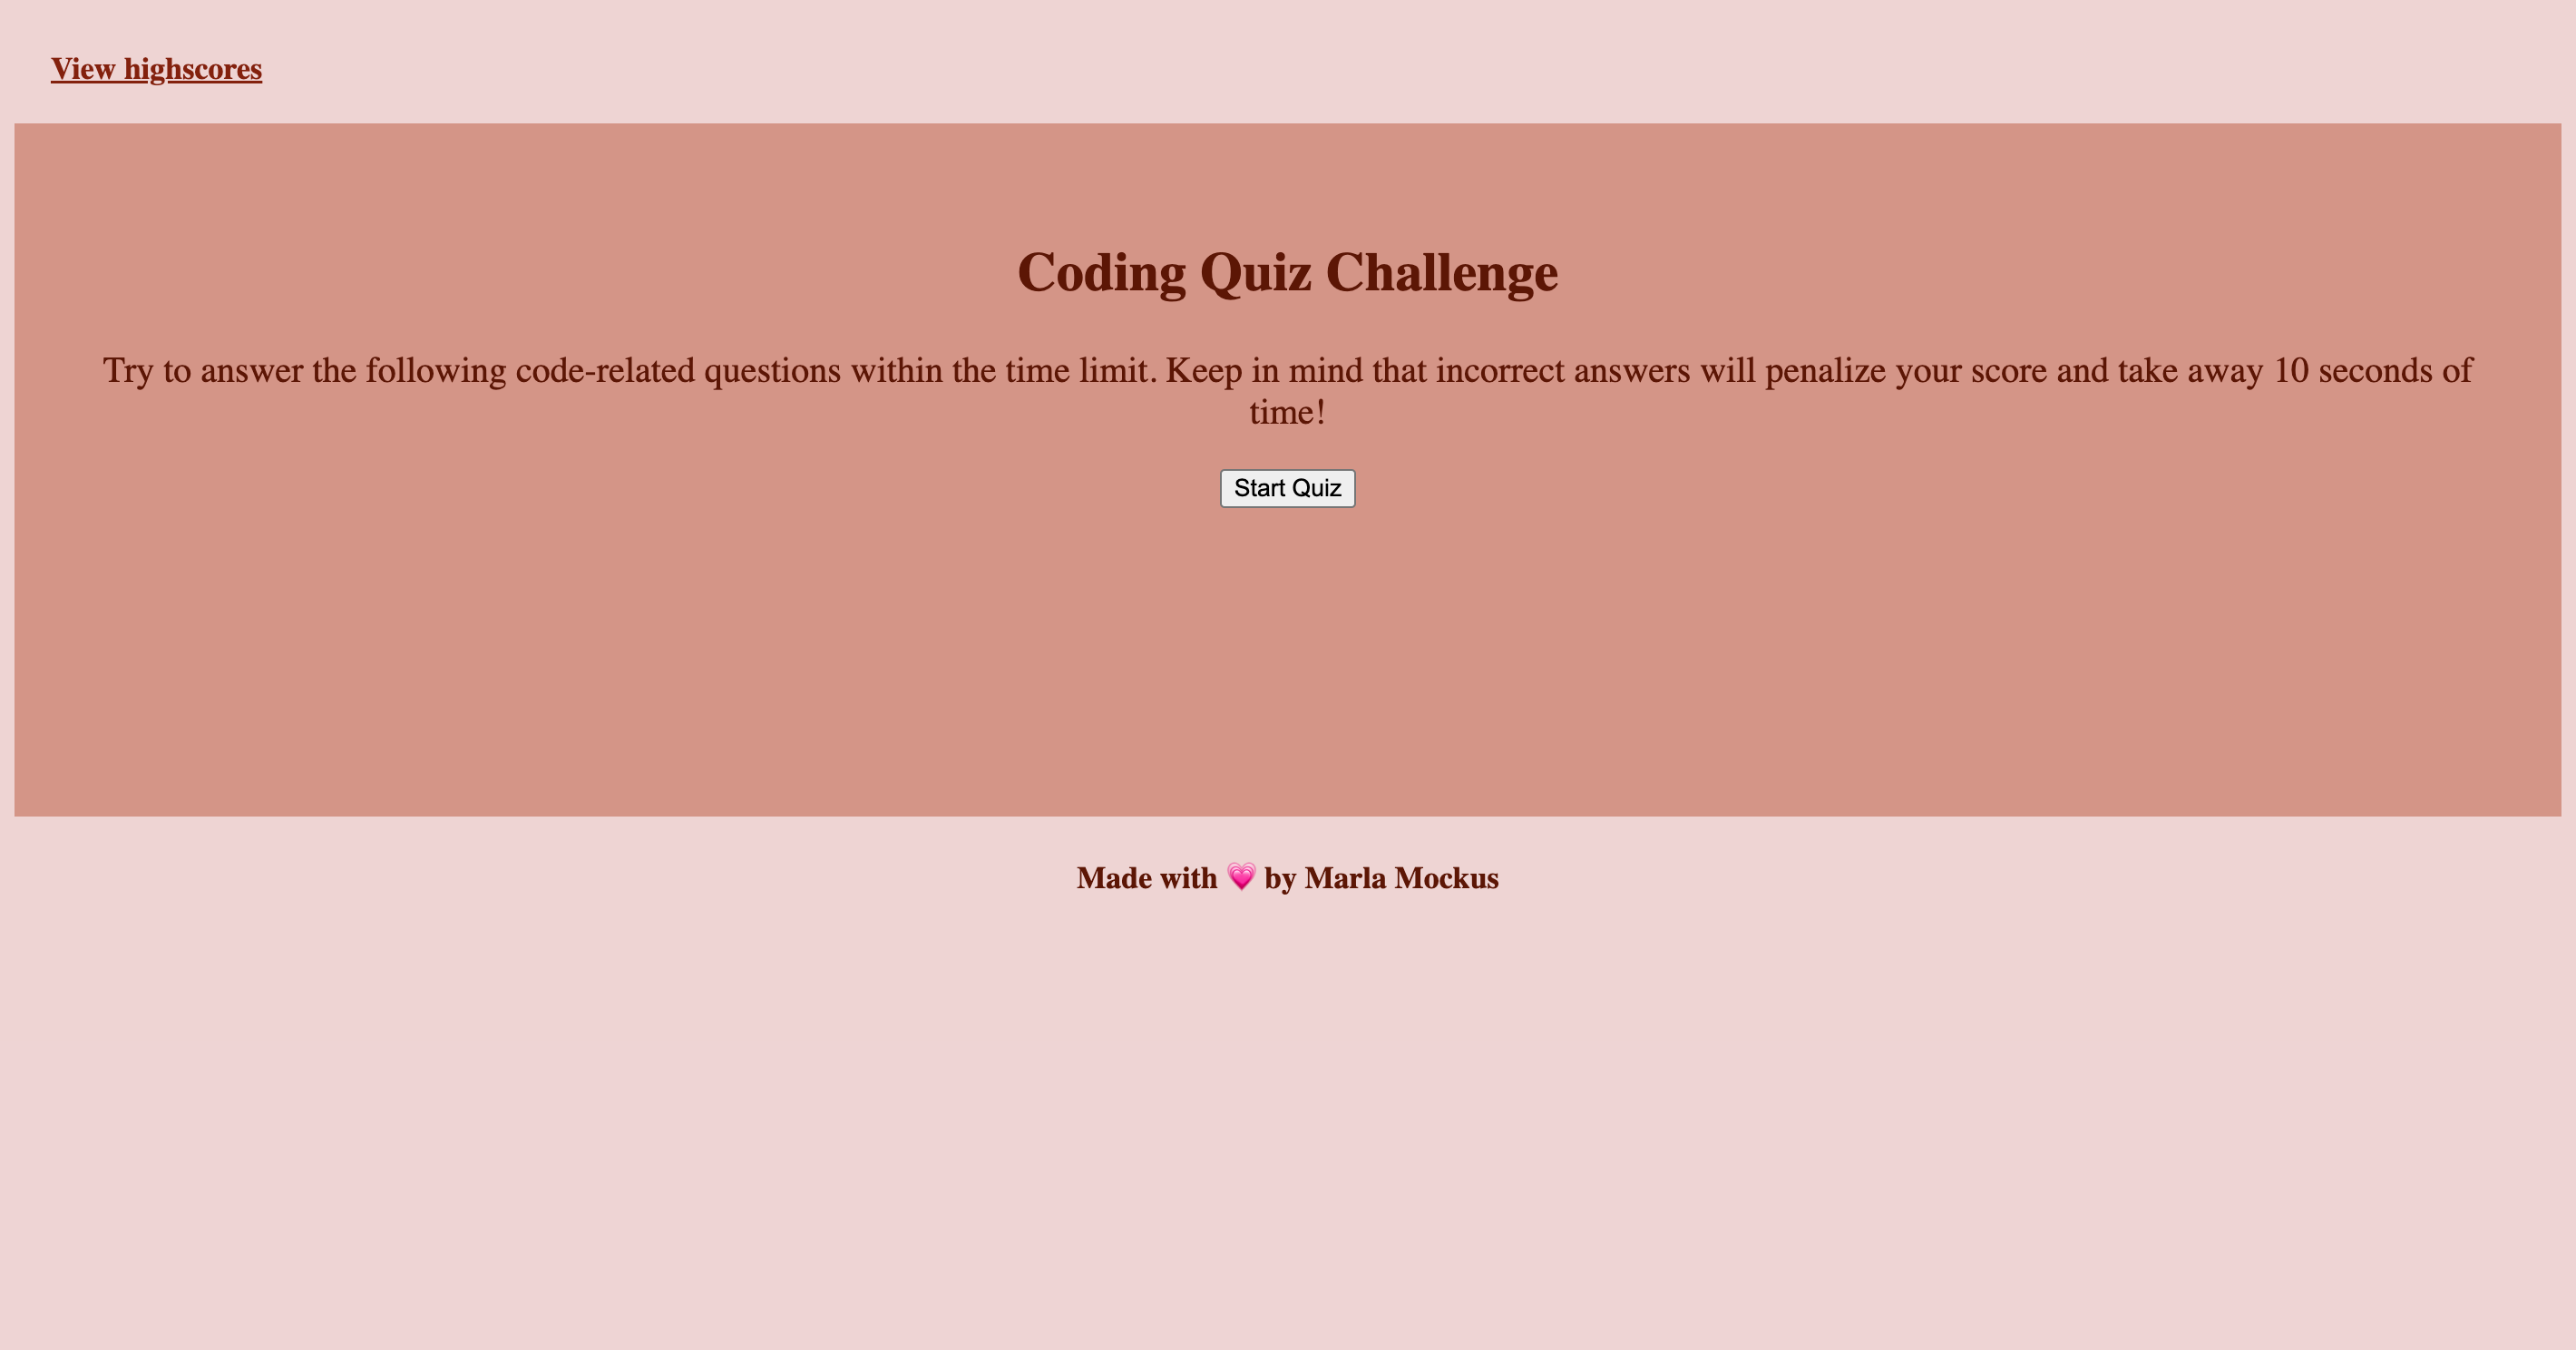 View highscores
Coding Quiz Challenge
Try to answer the following code-related questions within the time limit. Keep in mind that incorrect answers will penalize your score and take away 10 seconds of
time!
Start Quiz
Made with 💗 by Marla Mockus